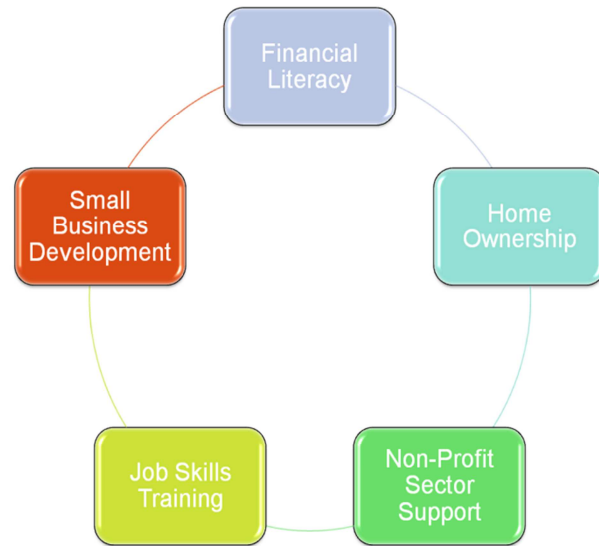 Financial
Literacy
Home
Ownership
Non-Profit
Sector
Support
Job Skills
Training
Small
Business
Development